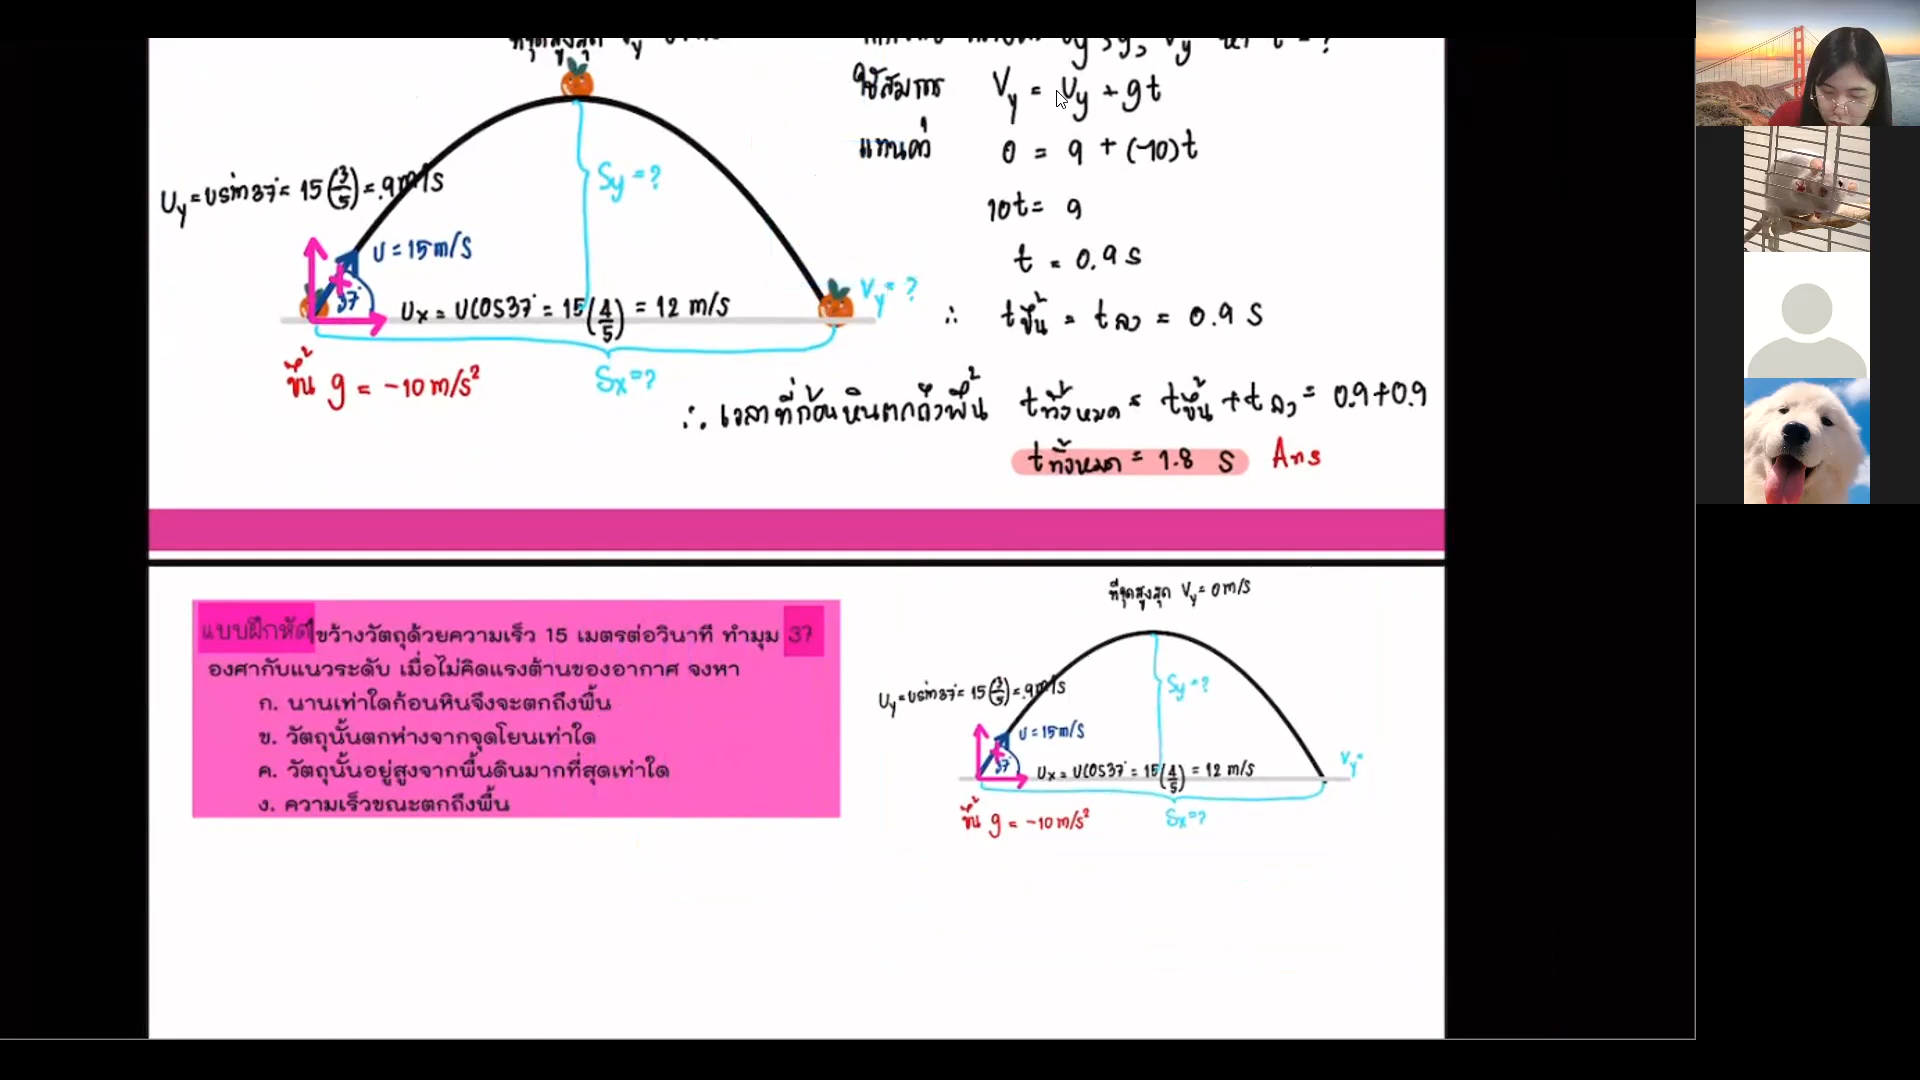 ที่จุดสูงสุด Vy
ใช้สมการ Vy = Uy + gt
แทนค่า 0 = 9 + (-10)t
Uy = usin37° = 15(3/5) = 9m/s
Sy = ?
10t = 9
U = 15 m/s
t = 0.9 s
37°
Ux = Ucos37° = 15(4/5) = 12 m/s
Vy = ?
∴ tขึ้น = tลง = 0.9 s
ขึ้น g = -10 m/s²
Sx = ?
∴ เวลาที่ก้อนหินตกถึงพื้น tทั้งหมด = tขึ้น + tลง = 0.9+0.9
tทั้งหมด = 1.8 s Ans
แบบฝึกหัด ขว้างวัตถุด้วยความเร็ว 15 เมตรต่อวินาที ทำมุม 37
องศากับแนวระดับ เมื่อไม่คิดแรงต้านของอากาศ จงหา
ก. นานเท่าใดก้อนหินจึงจะตกถึงพื้น
ข. วัตถุนั้นตกห่างจากจุดโยนเท่าใด
ค. วัตถุนั้นอยู่สูงจากพื้นดินมากที่สุดเท่าใด
ง. ความเร็วขณะตกถึงพื้น
ที่จุดสูงสุด Vy = 0 m/s
Uy = usin37° = 15(3/5) = 9m/s
Sy = ?
U = 15 m/s
37°
Ux = Ucos37° = 15(4/5) = 12 m/s
Vy =
ขึ้น g = -10 m/s²
Sx = ?